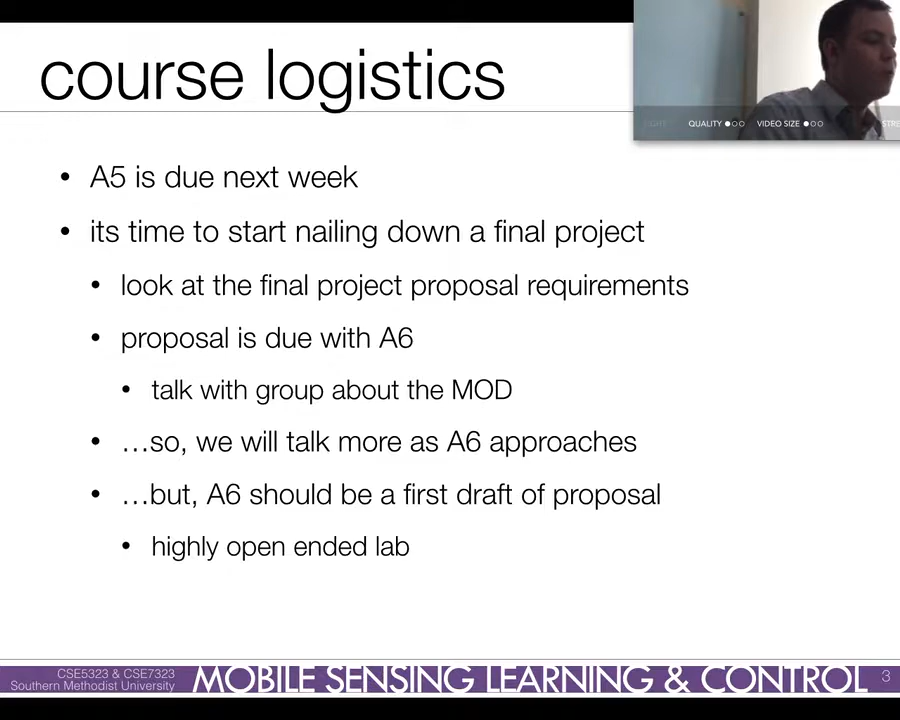 course logistics
QUALITY
VIDEO SIZE
STRE
• A5 is due next week
• its time to start nailing down a final project
• look at the final project proposal requirements
• proposal is due with A6
• talk with group about the MOD
• …so, we will talk more as A6 approaches
• …but, A6 should be a first draft of proposal
• highly open ended lab
CSE5323 & CSE7323
Southern Methodist University
MOBILE SENSING LEARNING & CONTROL
3